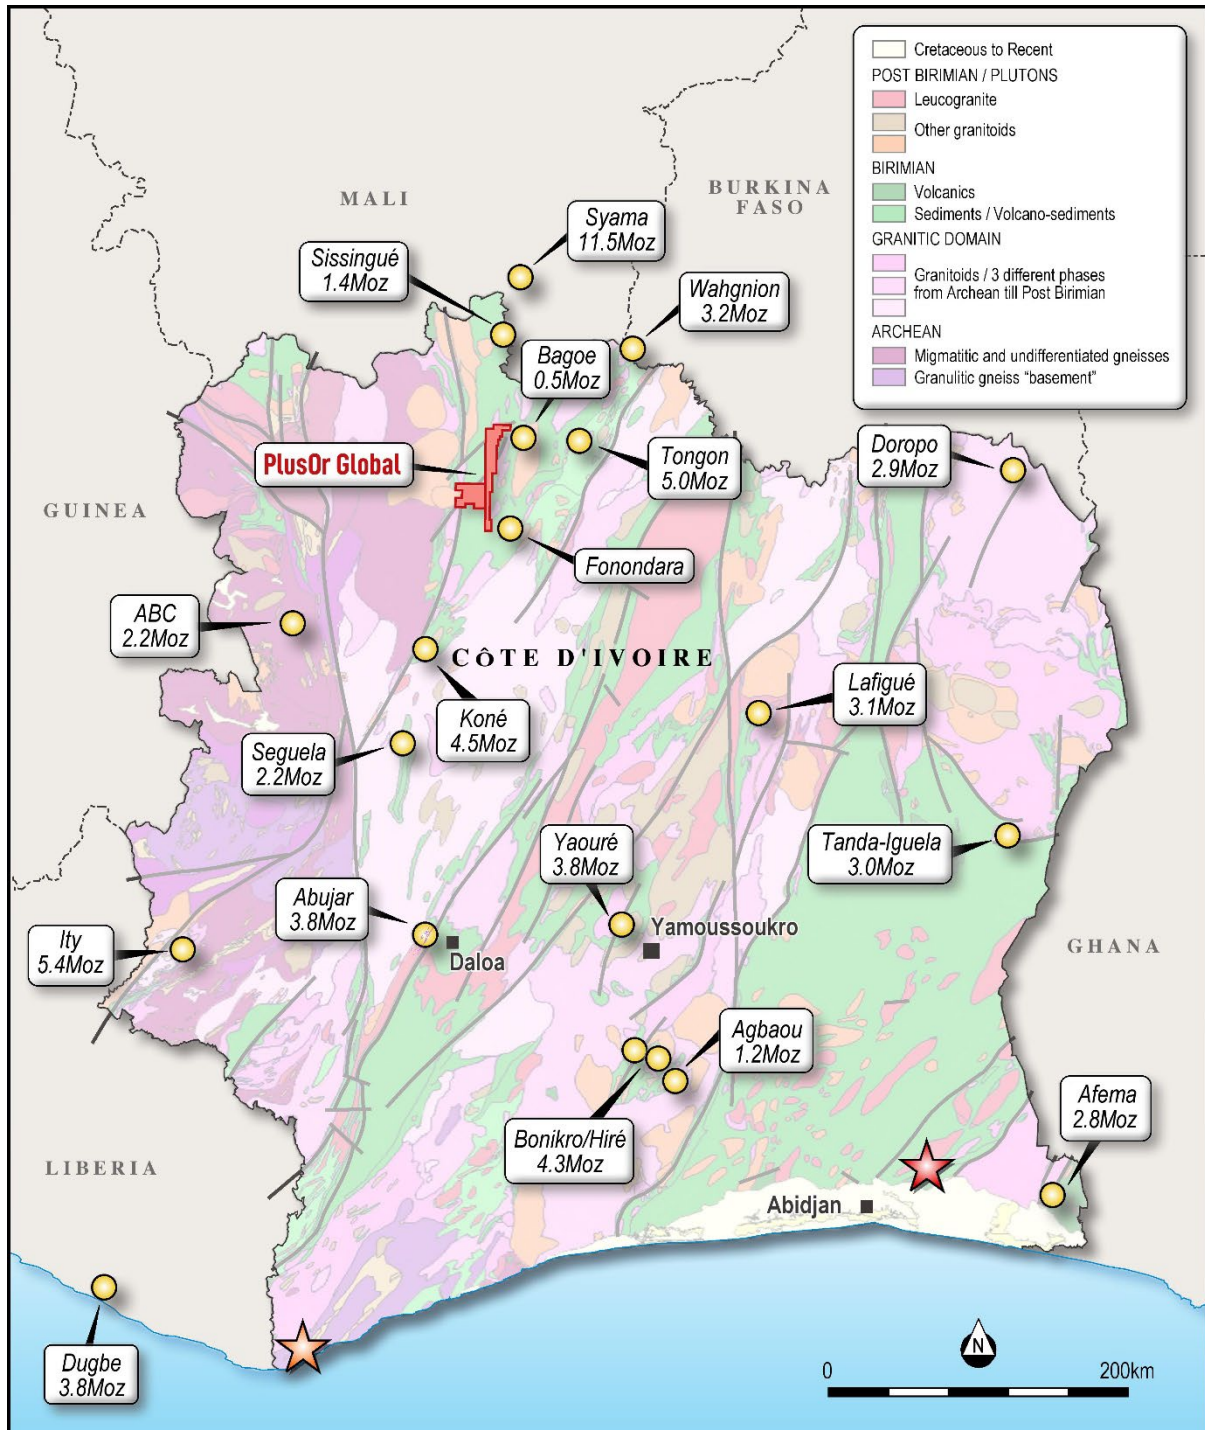 Cretaceous to Recent
POST BIRIMIAN / PLUTONS
Leucogranite
Other granitoids
BIRIMIAN
Volcanics
Sediments / Volcano-sediments
GRANITIC DOMAIN
Granitoids / 3 different phases
from Archean till Post Birimian
ARCHEAN
Migmatitic and undifferentiated gneisses
Granulitic gneiss "basement"
MALI
BURKINA
FASO
Syama
11.5Moz
Sissingué
1.4Moz
Wahgnion
3.2Moz
Bagoe
0.5Moz
PlusOr Global
Tongon
5.0Moz
Doropo
2.9Moz
GUINEA
Fonondara
ABC
2.2Moz
CÔTE D'IVOIRE
Koné
4.5Moz
Lafigué
3.1Moz
Seguela
2.2Moz
Yaouré
3.8Moz
Tanda-Iguela
3.0Moz
Abujar
3.8Moz
Ity
5.4Moz
Daloa
Yamoussoukro
GHANA
Agbaou
1.2Moz
Bonikro/Hiré
4.3Moz
Afema
2.8Moz
LIBERIA
Abidjan
Dugbe
3.8Moz
N
0 200km